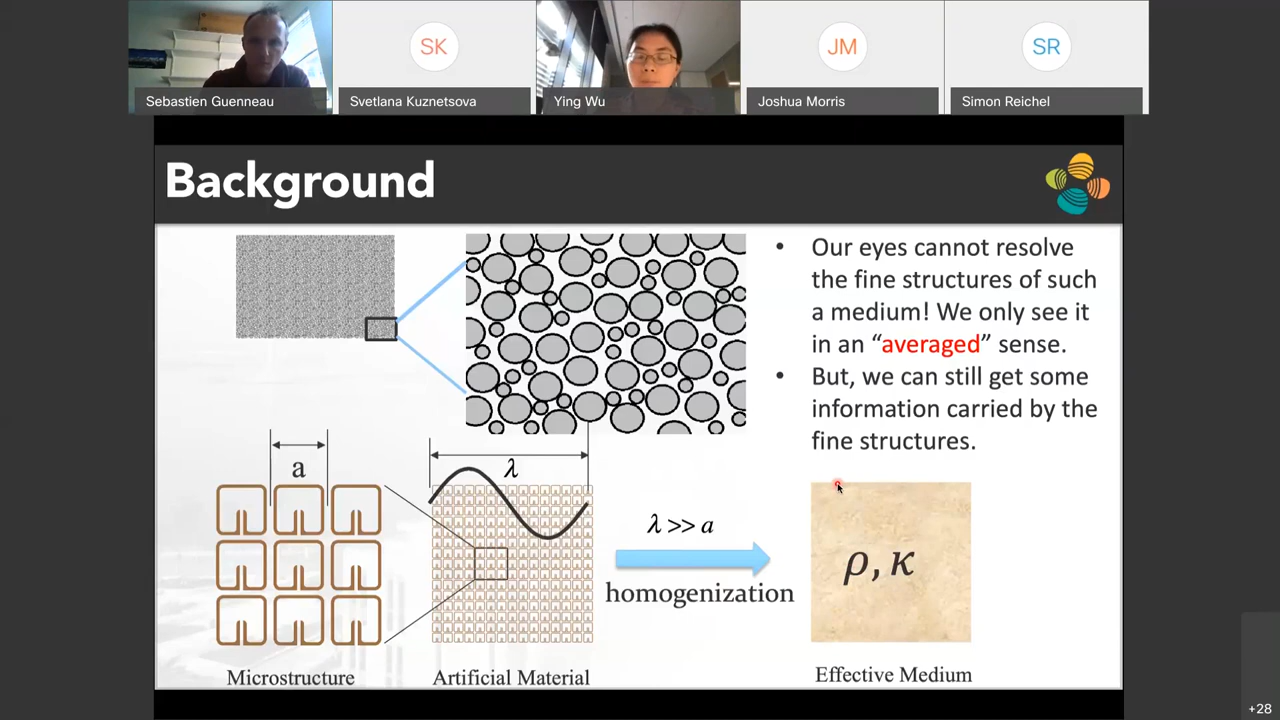 SK
JM
SR
Sebastien Guenneau
Svetlana Kuznetsova
Ying Wu
Joshua Morris
Simon Reichel
Background
• Our eyes cannot resolve
the fine structures of such
a medium! We only see it
in an “averaged” sense.
• But, we can still get some
information carried by the
fine structures.
a
λ
λ >> a
homogenization
ρ, κ
Microstructure
Artificial Material
Effective Medium
+28